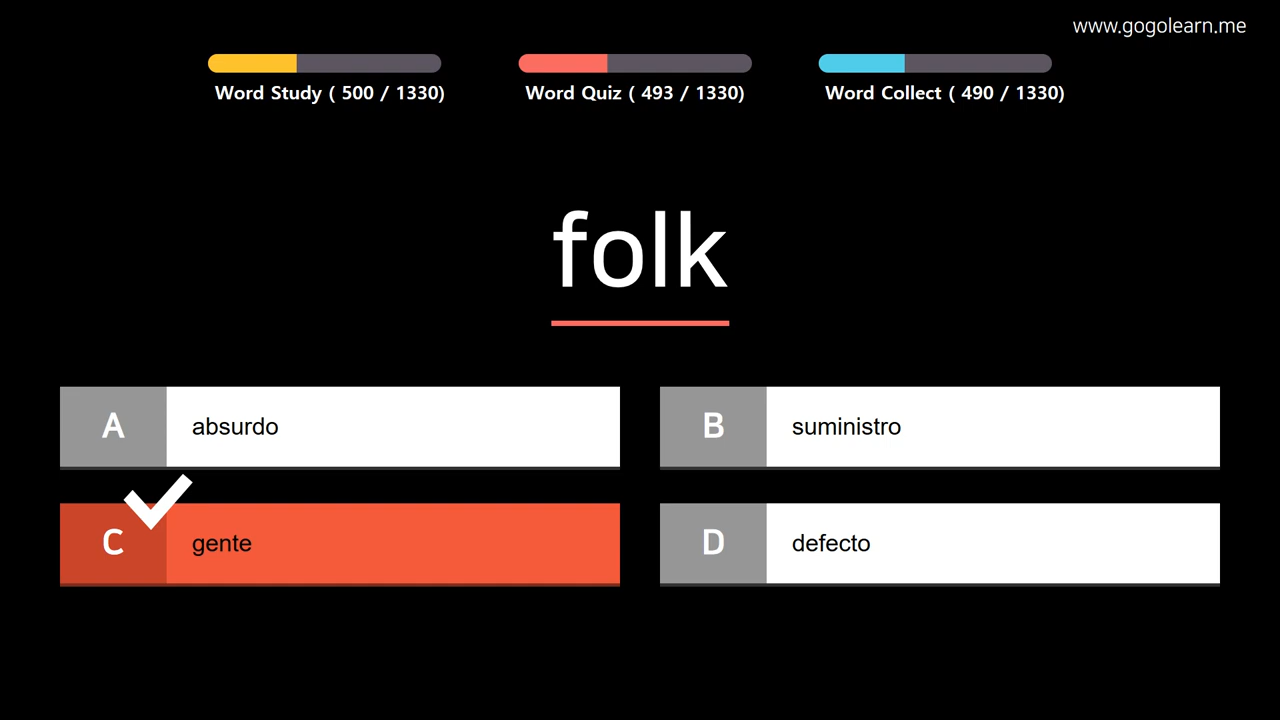 www.gogolearn.me
Word Study ( 500 / 1330)
Word Quiz ( 493 / 1330)
Word Collect ( 490 / 1330)
folk
A absurdo
B suministro
C gente
D defecto